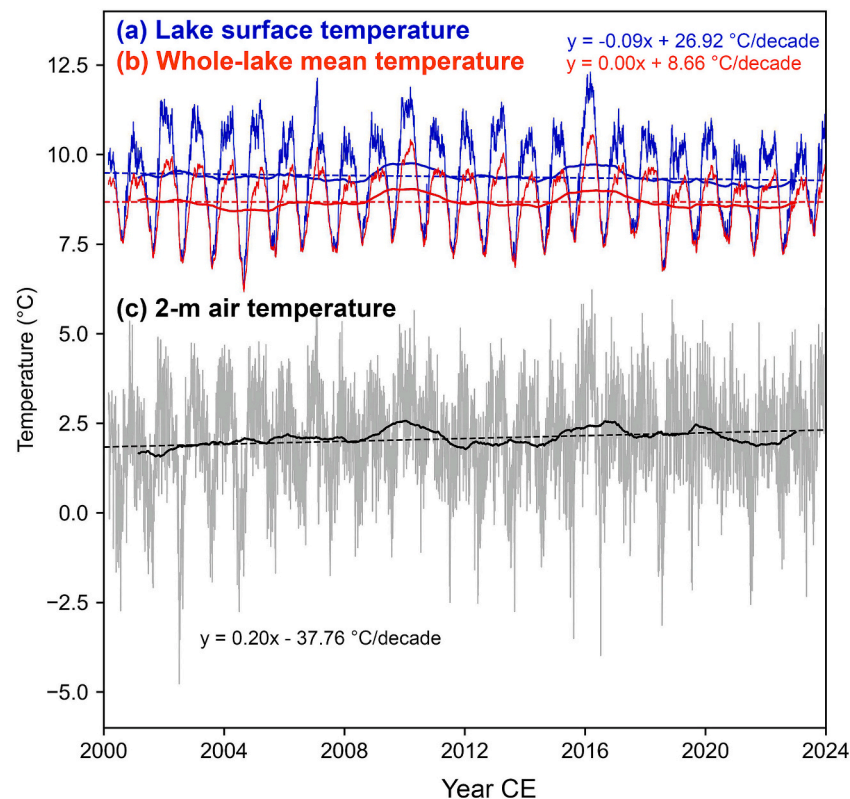 (a) Lake surface temperature
y = -0.09x + 26.92 °C/decade
(b) Whole-lake mean temperature
y = 0.00x + 8.66 °C/decade
12.5
10.0
7.5
(c) 2-m air temperature
5.0
2.5
0.0
−2.5
y = 0.20x - 37.76 °C/decade
−5.0
Temperature (°C)
2000 2004 2008 2012 2016 2020 2024
Year CE